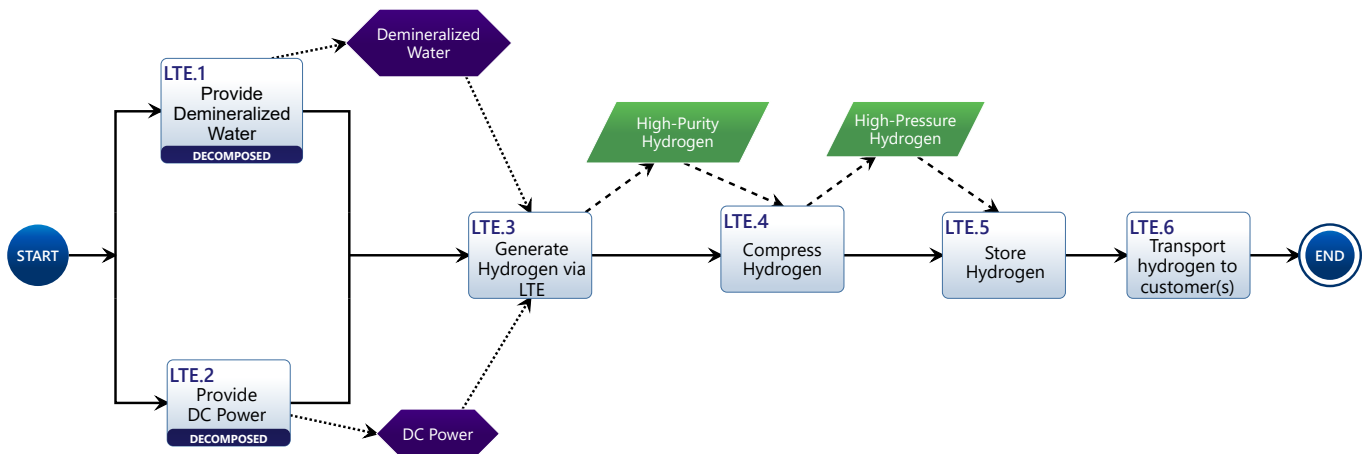 START
LTE.1
Provide
Demineralized
Water
DECOMPOSED
Demineralized
Water
LTE.2
Provide
DC Power
DECOMPOSED
DC Power
LTE.3
Generate
Hydrogen via
LTE
High-Purity
Hydrogen
LTE.4
Compress
Hydrogen
High-Pressure
Hydrogen
LTE.5
Store
Hydrogen
LTE.6
Transport
hydrogen to
customer(s)
END